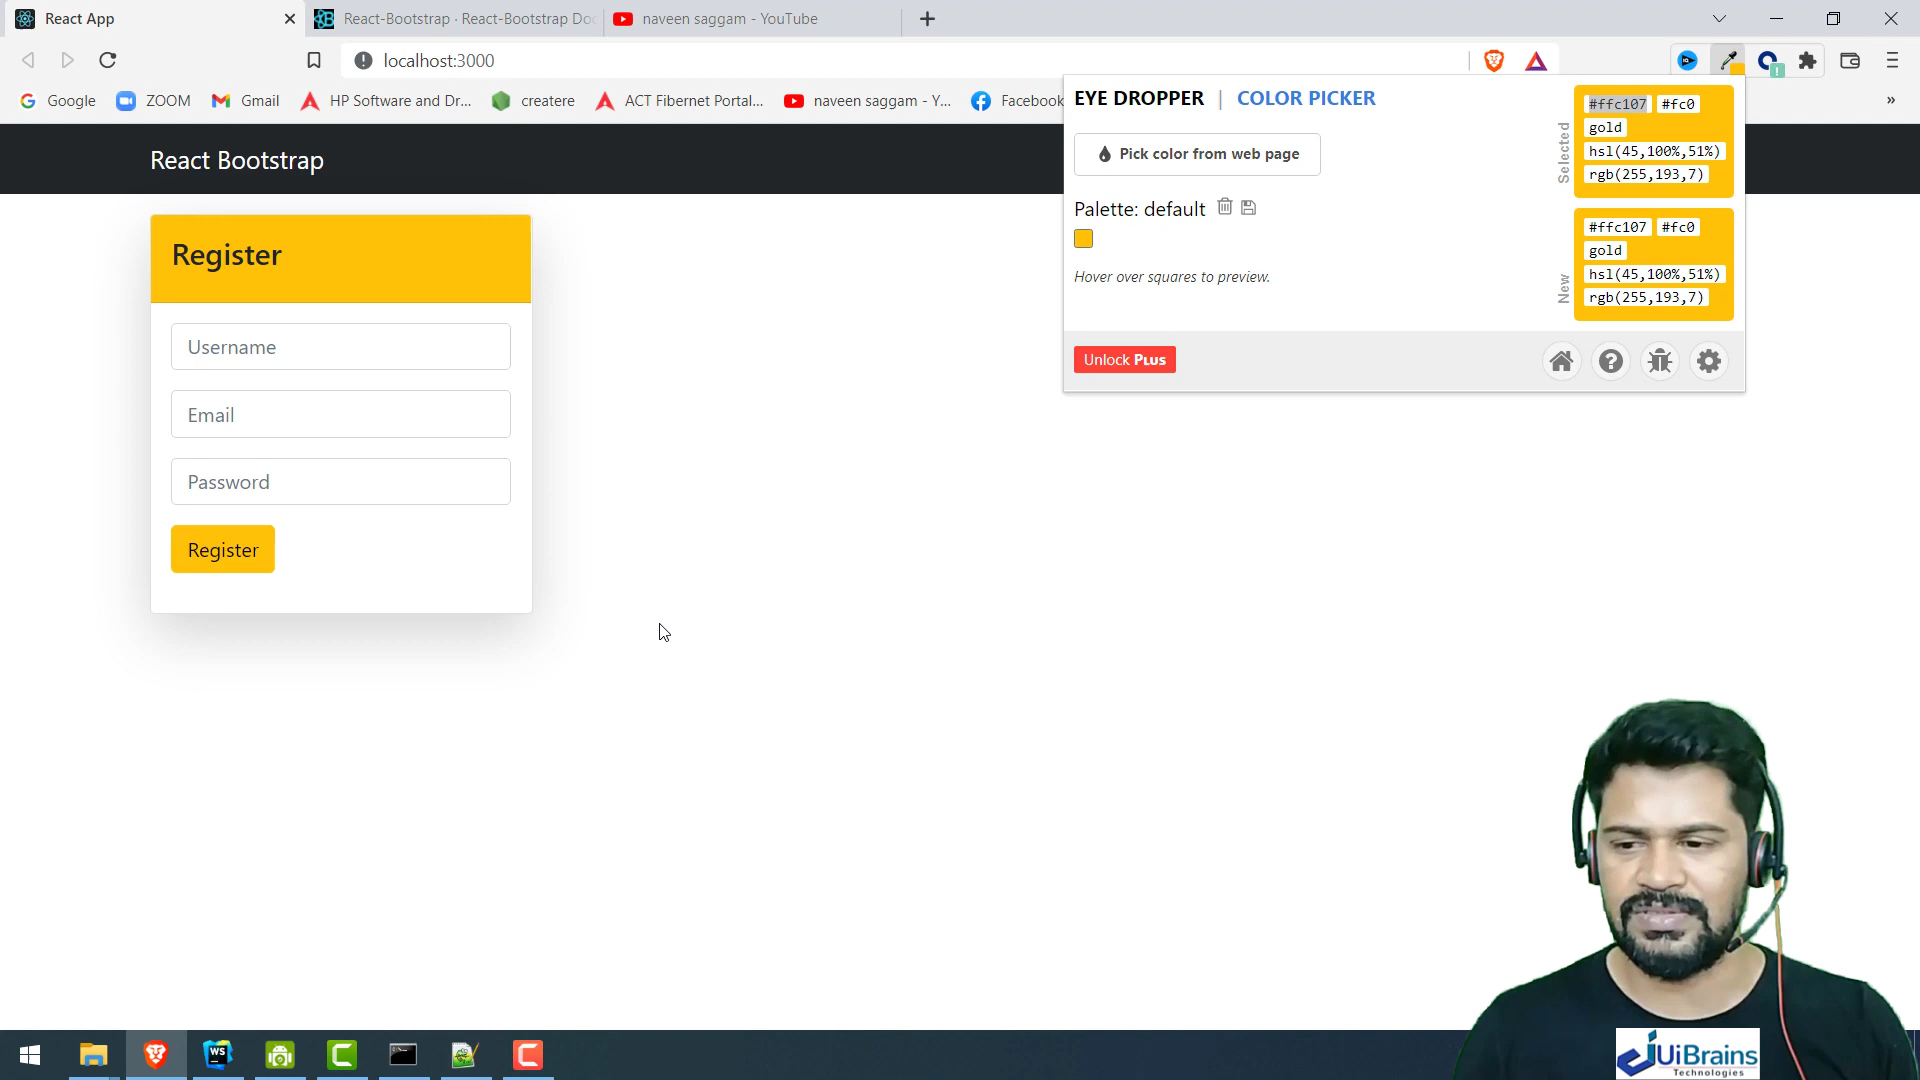 React App
React-Bootstrap · React-Bootstrap Doc
naveen saggam - YouTube
localhost:3000
Google
ZOOM
Gmail
HP Software and Dr...
createre
ACT Fibernet Portal...
naveen saggam - Y...
Facebook
»
React Bootstrap
EYE DROPPER | COLOR PICKER
Pick color from web page
Palette: default
Hover over squares to preview.
Unlock Plus
Selected
#ffc107 #fc0
gold
hsl(45,100%,51%)
rgb(255,193,7)
New
#ffc107 #fc0
gold
hsl(45,100%,51%)
rgb(255,193,7)
Register
Username
Email
Password
Register
WS
UiBrains
Technologies